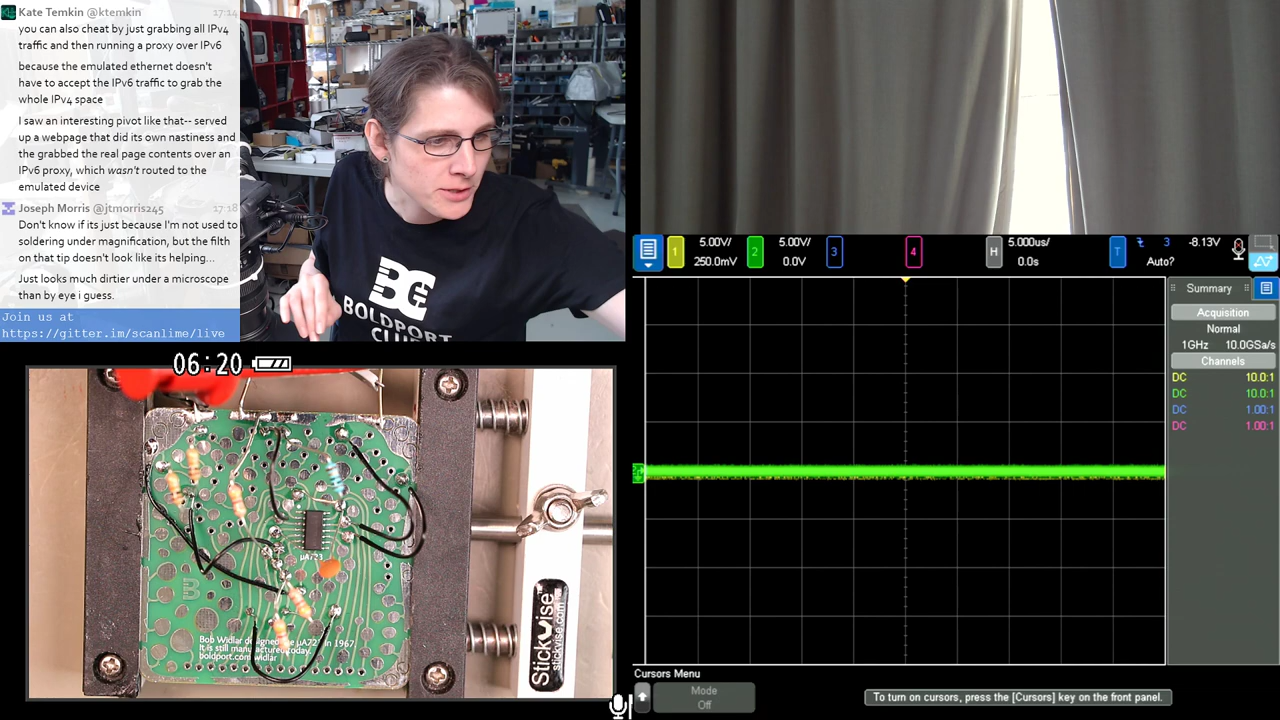 Kate Temkin @ktemkin 17:14
you can also cheat by just grabbing all IPv4
traffic and then running a proxy over IPv6
because the emulated ethernet doesn't
have to accept the IPv6 traffic to grab the
whole IPv4 space
I saw an interesting pivot like that-- served
up a webpage that did its own nastiness and
the grabbed the real page contents over an
IPv6 proxy, which wasn't routed to the
emulated device
Joseph Morris @jtmorris245 17:18
Don't know if its just because I'm not used to
soldering under magnification, but the filth
on that tip doesn't look like its helping...
Just looks much dirtier under a microscope
than by eye i guess.
Join us at
https://gitter.im/scanlime/live
BOLDPORT
06:20
µA723
Bob Widlar designed the µA723 in 1967.
It is still manufactured today.
boldport.com/widlar
Stickvise
stickvise.com
1 5.00V/ 250.0mV
2 5.00V/ 0.0V
3
4
H 5.000us/ 0.0s
T 3 -8.13V
Auto?
Summary
Acquisition
Normal
1GHz 10.0GSa/s
Channels
DC 10.0:1
DC 10.0:1
DC 1.00:1
DC 1.00:1
Cursors Menu
Mode
Off
To turn on cursors, press the [Cursors] key on the front panel.